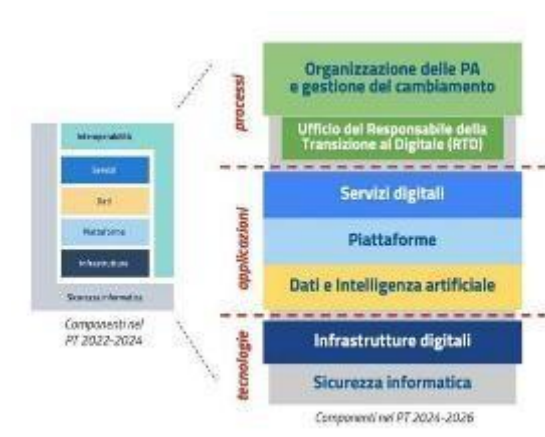 Interoperabilità
Servizi
Dati
Piattaforme
Infrastrutture
Sicurezza informatica
Componenti nel
PT 2022-2024
processi
Organizzazione delle PA
e gestione del cambiamento
Ufficio del Responsabile della
Transizione al Digitale (RTD)
applicazioni
Servizi digitali
Piattaforme
Dati e Intelligenza artificiale
tecnologie
Infrastrutture digitali
Sicurezza informatica
Componenti nel PT 2024-2026